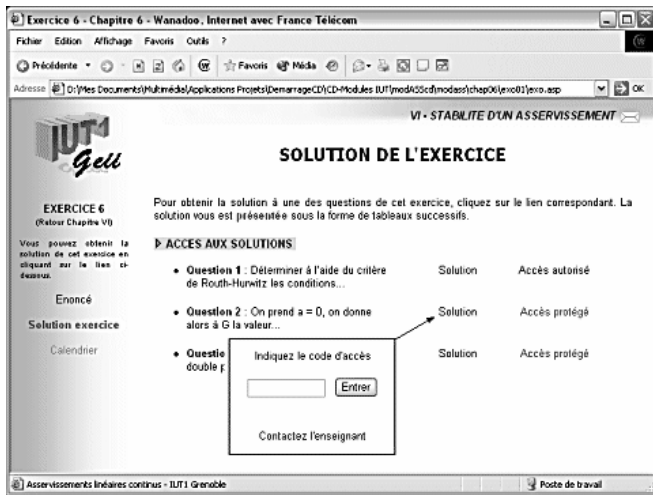 Exercice 6 - Chapitre 6 - Wanadoo, Internet avec France Télécom
Fichier Edition Affichage Favoris Outils ?
Précédente Favoris Média
Adresse D:\Mes Documents\Multimédia\Applications Projets\DemarrageCD\CD-Modules IUT\modASScd\modass\chap06\exo01\exo.asp OK
VI - STABILITE D'UN ASSERVISSEMENT
IUT1
Geii
SOLUTION DE L'EXERCICE
EXERCICE 6
(Retour Chapitre VI)
Vous pouvez obtenir la
solution de cet exercice en
cliquant sur le lien ci-
dessous.
Enoncé
Solution exercice
Calendrier
Pour obtenir la solution à une des questions de cet exercice, cliquez sur le lien correspondant. La
solution vous est présentée sous la forme de tableaux successifs.
ACCES AUX SOLUTIONS
• Question 1 : Déterminer à l'aide du critère Solution Accès autorisé
de Routh-Hurwitz les conditions...
• Question 2 : On prend a = 0, on donne Solution Accès protégé
alors à G la valeur...
• Questio Solution Accès protégé
double p
Indiquez le code d'accès
Entrer
Contactez l'enseignant
Asservissements linéaires continus - IUT1 Grenoble Poste de travail